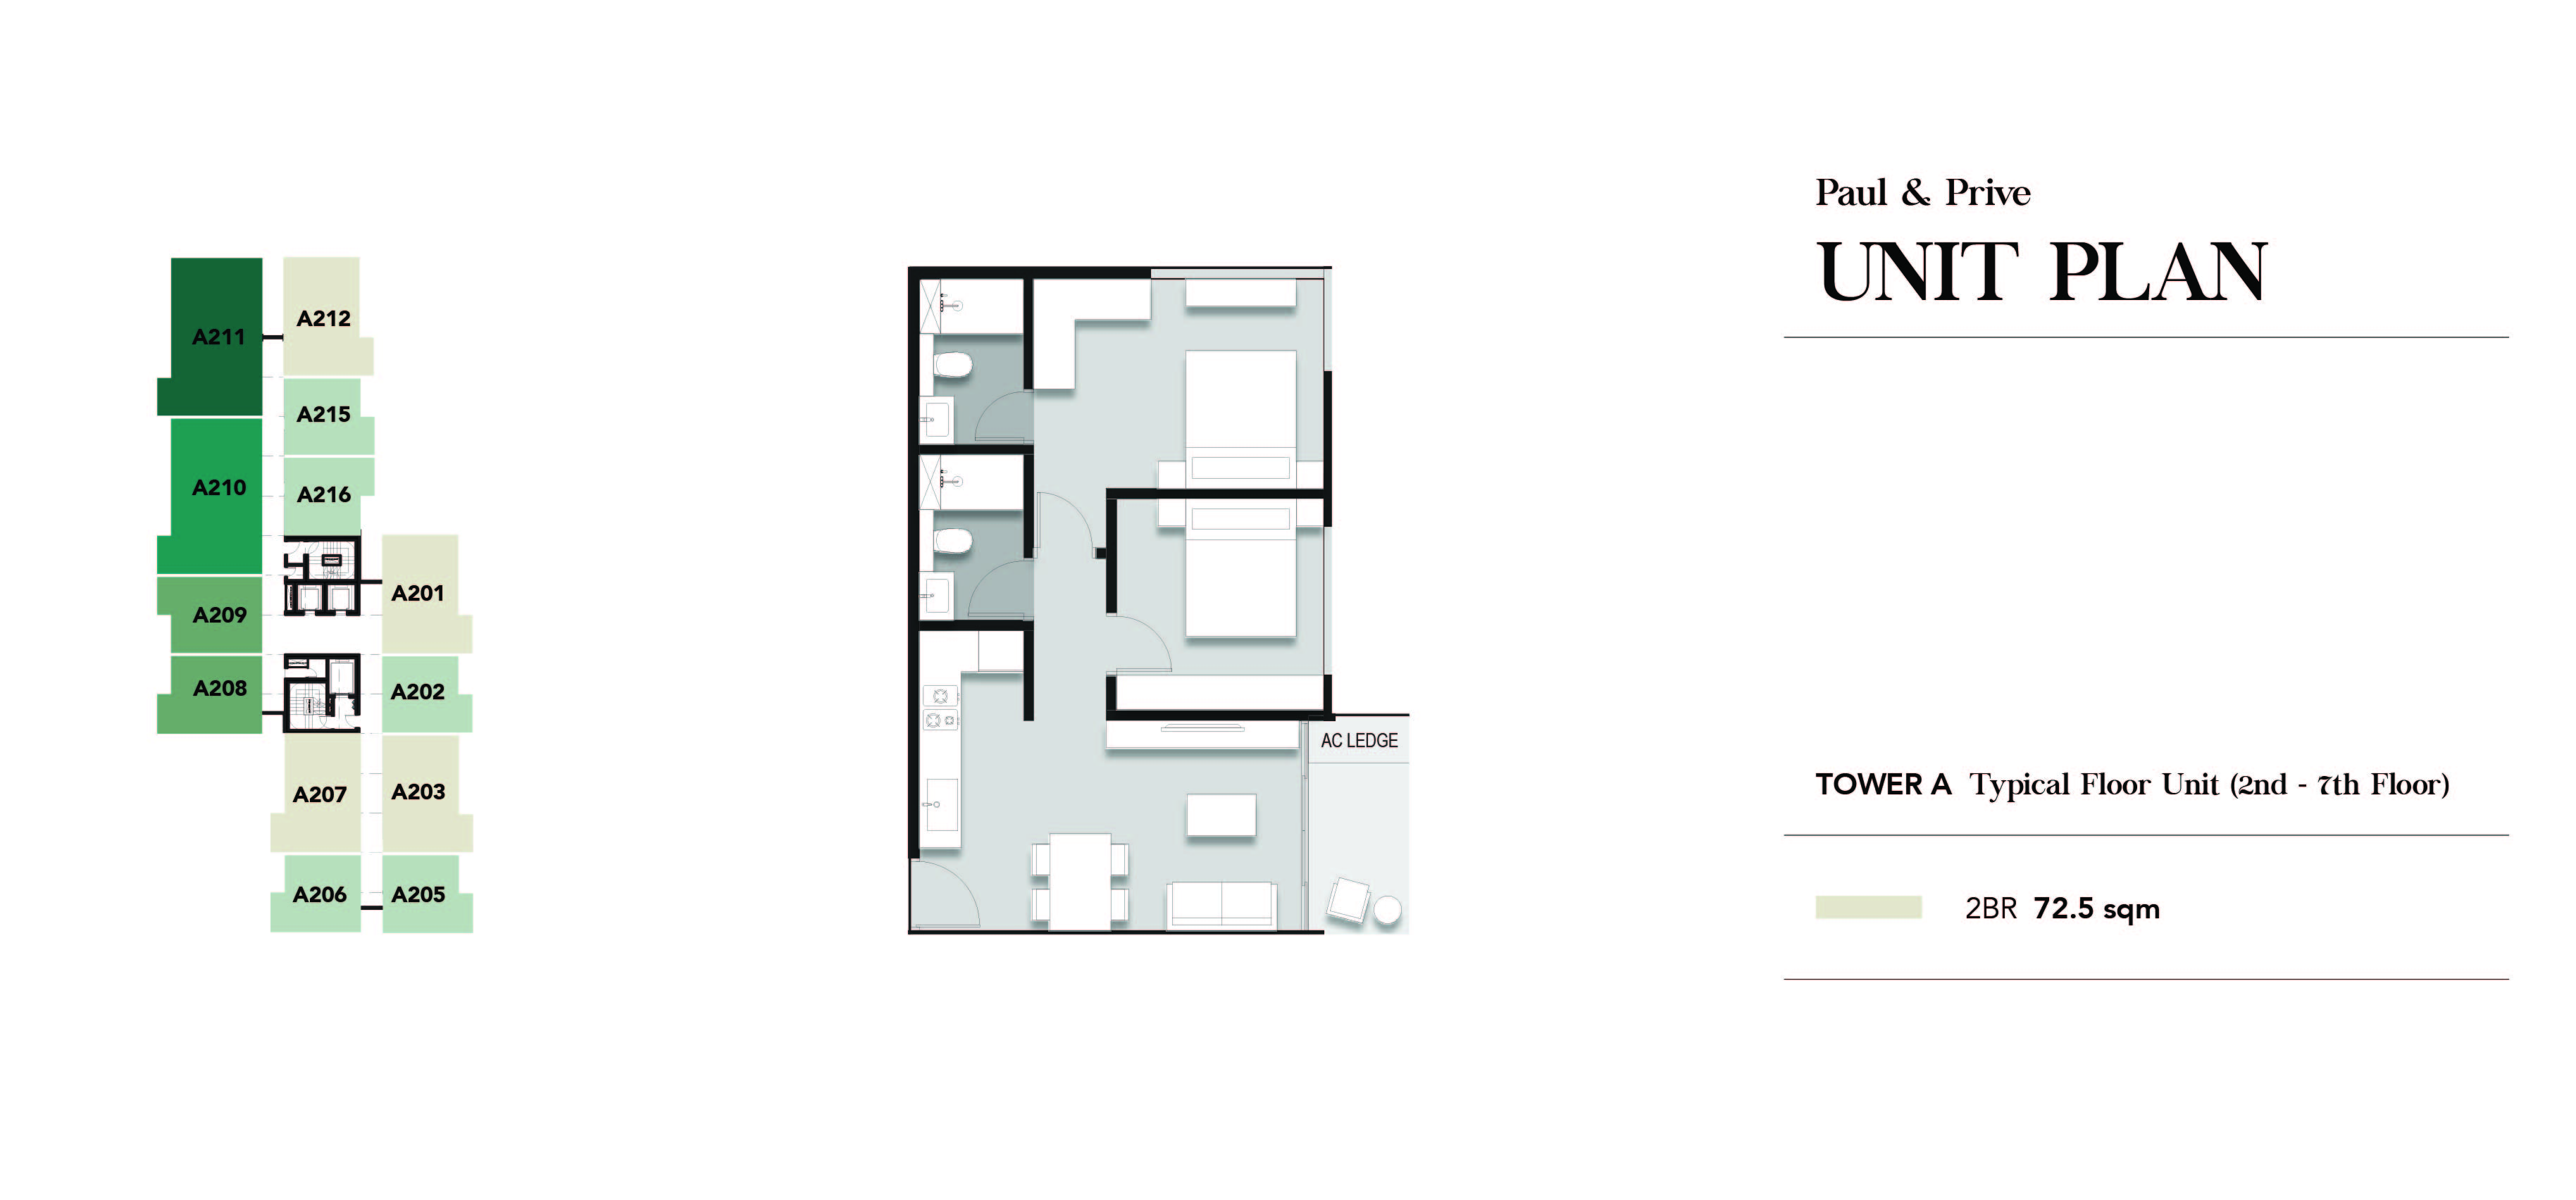 Paul & Prive
UNIT PLAN
A211
A212
A215
A210
A216
A201
A209
A208
A202
A207
A203
A206
A205
AC LEDGE
TOWER A Typical Floor Unit (2nd - 7th Floor)
2BR 72.5 sqm